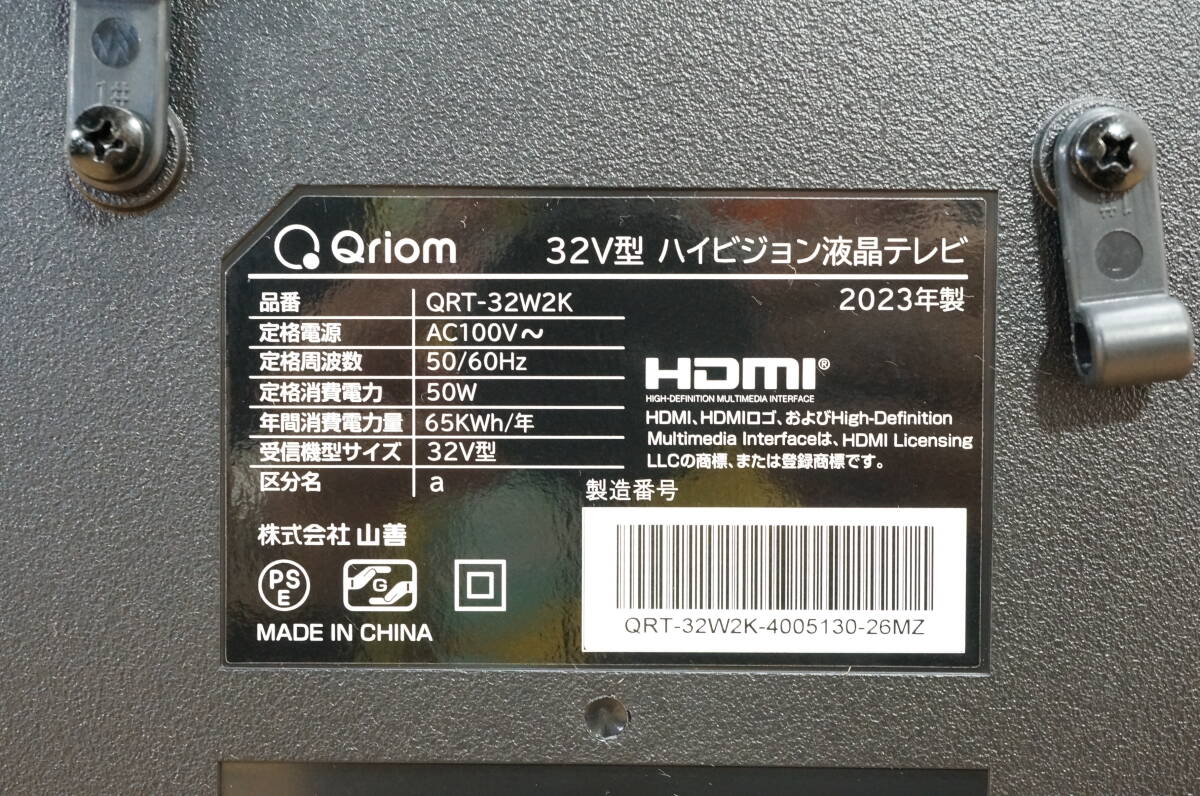 1#
Qriom 32V型 ハイビジョン液晶テレビ
2023年製
品番 QRT-32W2K
定格電源 AC100V～
定格周波数 50/60Hz
定格消費電力 50W
年間消費電力量 65KWh/年
受信機型サイズ 32V型
区分名 a
HDMI®
HIGH-DEFINITION MULTIMEDIA INTERFACE
HDMI、HDMIロゴ、およびHigh-Definition
Multimedia Interfaceは、HDMI Licensing
LLCの商標、または登録商標です。
製造番号
QRT-32W2K-4005130-26MZ
株式会社 山善
PSE G
MADE IN CHINA
1#